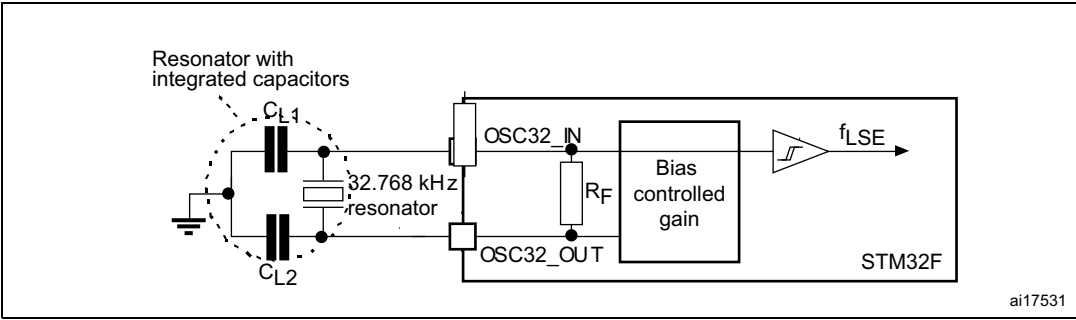 Resonator with
integrated capacitors
CL1
OSC32_IN
fLSE
32.768 kHz
resonator
RF
Bias
controlled
gain
OSC32_OUT
STM32F
CL2
ai17531